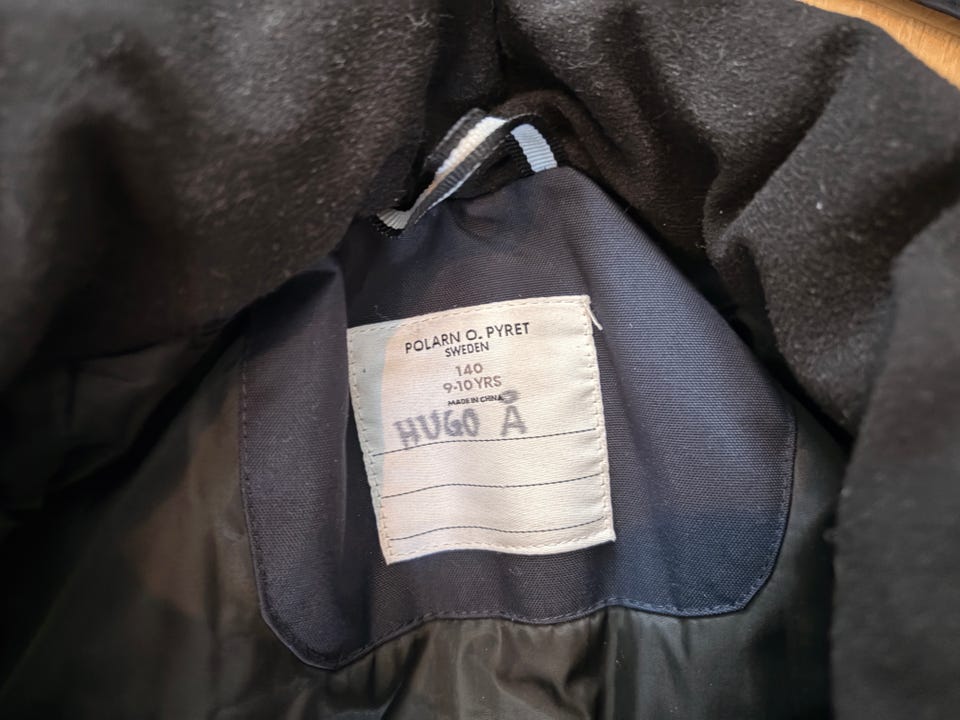 POLARN O. PYRET
SWEDEN
140
9-10 YRS
MADE IN CHINA
HUGO Å